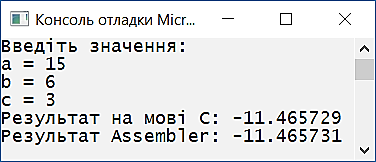 Консоль отладки Micr...
Введіть значення:
a = 15
b = 6
c = 3
Результат на мові C: -11.465729
Результат Assembler: -11.465731